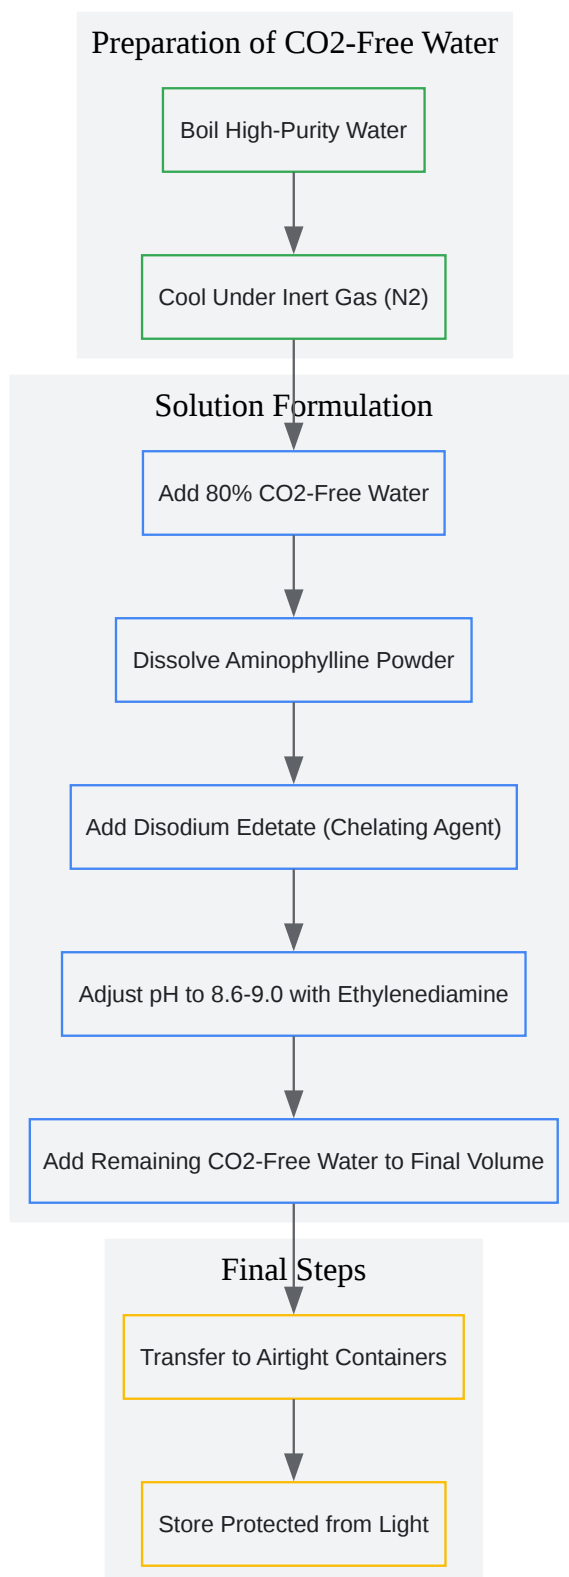 Preparation of CO2-Free Water
Boil High-Purity Water
Cool Under Inert Gas (N2)
Solution Formulation
Add 80% CO2-Free Water
Dissolve Aminophylline Powder
Add Disodium Edetate (Chelating Agent)
Adjust pH to 8.6-9.0 with Ethylenediamine
Add Remaining CO2-Free Water to Final Volume
Final Steps
Transfer to Airtight Containers
Store Protected from Light